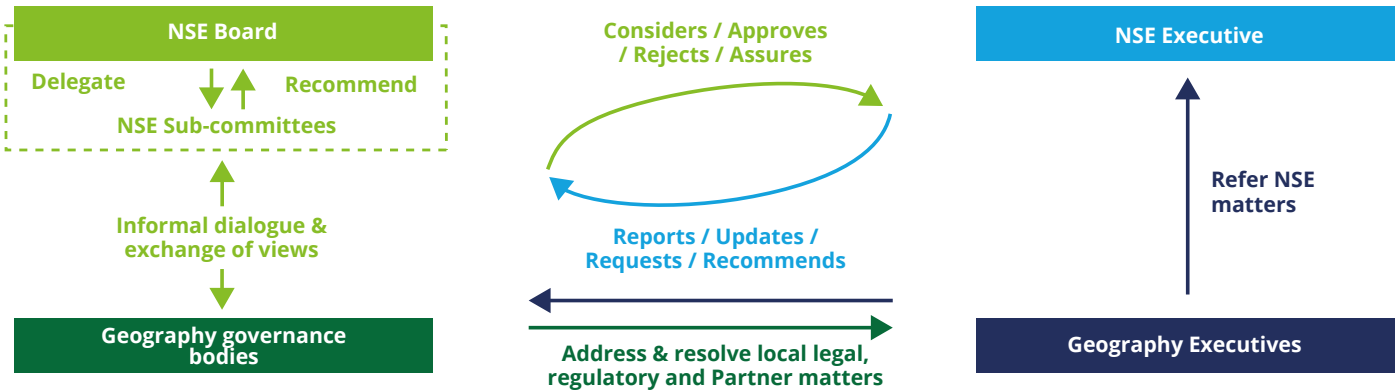 NSE Board
Delegate
Recommend
NSE Sub-committees
Informal dialogue &
exchange of views
Geography governance
bodies
Considers / Approves
/ Rejects / Assures
Reports / Updates /
Requests / Recommends
Address & resolve local legal,
regulatory and Partner matters
NSE Executive
Refer NSE
matters
Geography Executives